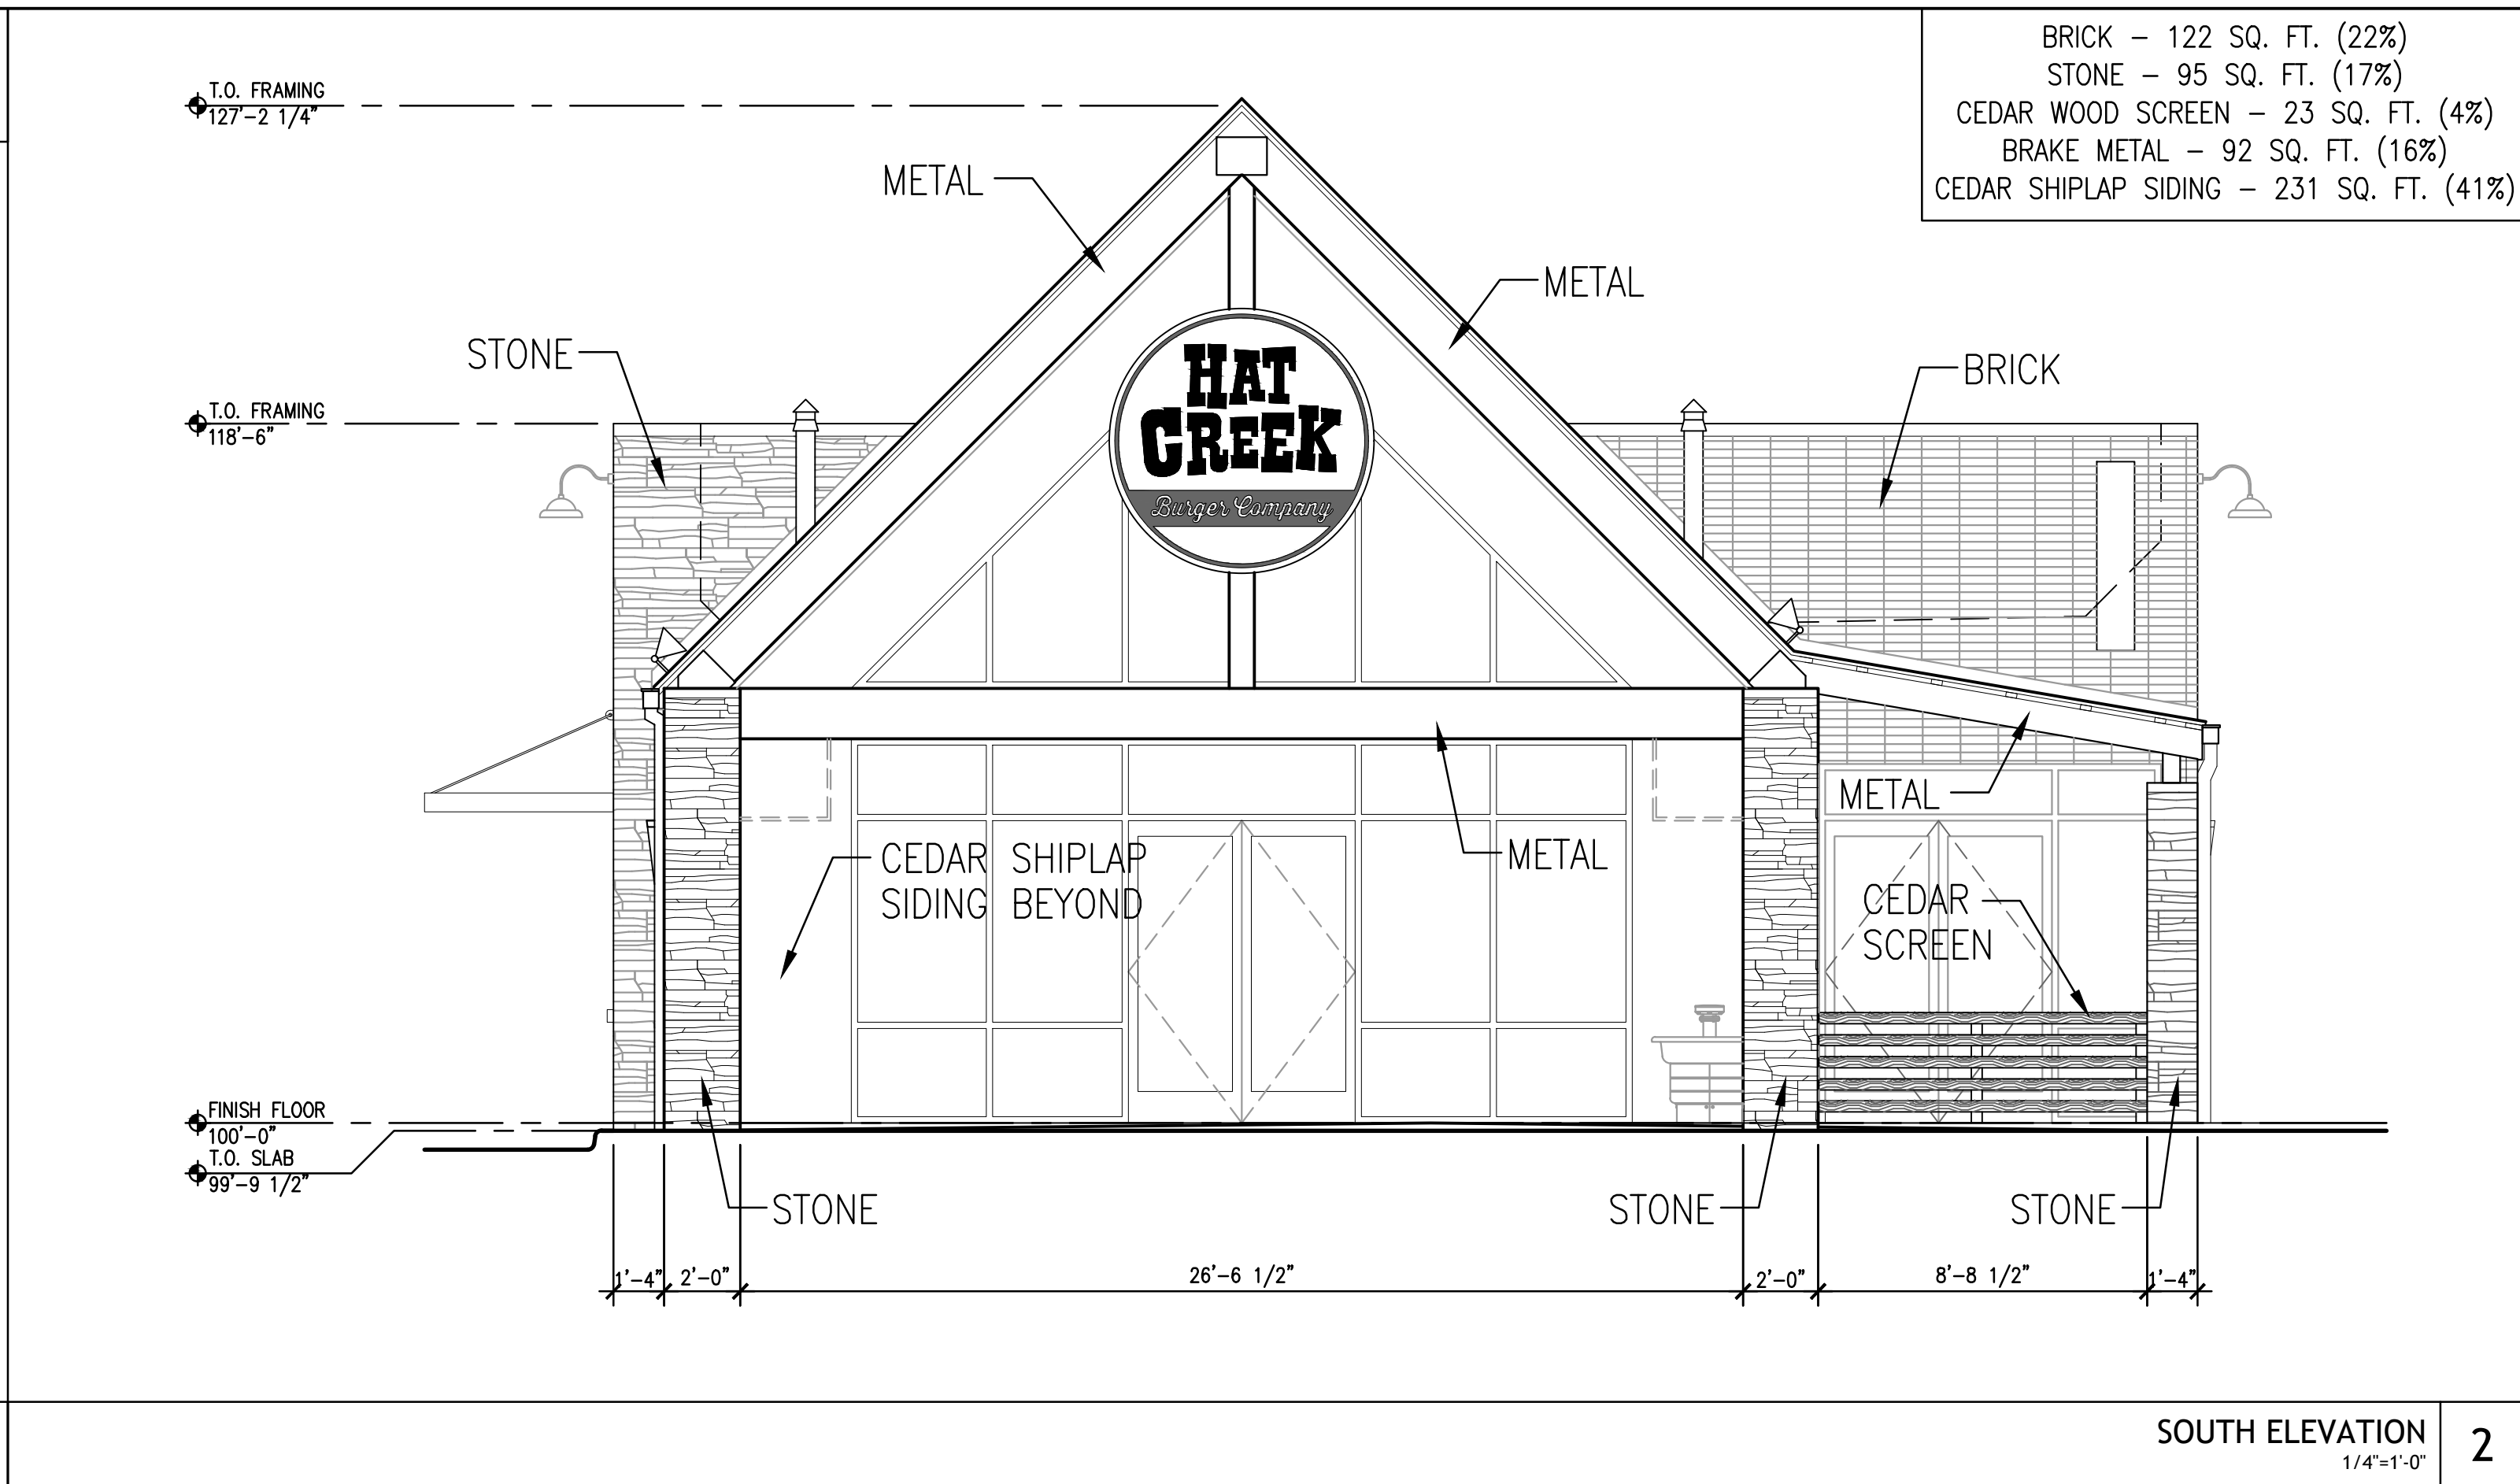 BRICK – 122 SQ. FT. (22%)
STONE – 95 SQ. FT. (17%)
CEDAR WOOD SCREEN – 23 SQ. FT. (4%)
BRAKE METAL – 92 SQ. FT. (16%)
CEDAR SHIPLAP SIDING – 231 SQ. FT. (41%)
T.O. FRAMING
127'-2 1/4"
METAL
METAL
STONE
BRICK
T.O. FRAMING
118'-6"
HAT
CREEK
Burger Company
METAL
METAL
CEDAR SHIPLAP
SIDING BEYOND
CEDAR
SCREEN
FINISH FLOOR
100'-0"
T.O. SLAB
99'-9 1/2"
STONE
STONE
STONE
1'-4"
2'-0"
26'-6 1/2"
2'-0"
8'-8 1/2"
1'-4"
SOUTH ELEVATION
1/4"=1'-0"
2